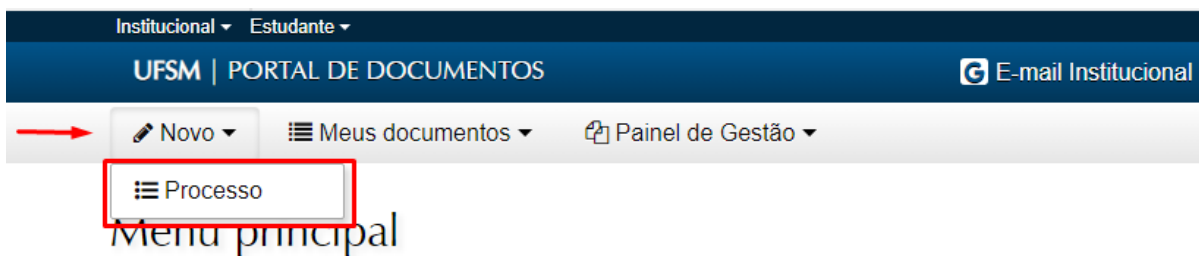 Institucional Estudante
UFSM | PORTAL DE DOCUMENTOS G E-mail Institucional
Novo Meus documentos Painel de Gestão
Processo
Menu principal